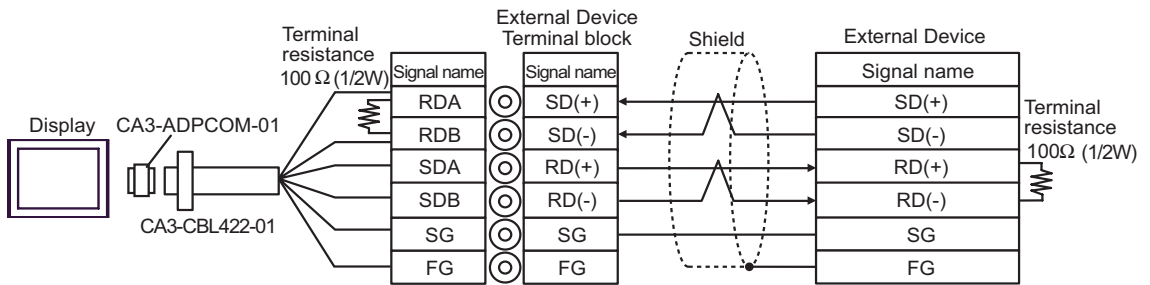 Display
CA3-ADPCOM-01
CA3-CBL422-01
Terminal
resistance
100 Ω (1/2W)
Signal name
RDA
RDB
SDA
SDB
SG
FG
External Device
Terminal block
Signal name
SD(+)
SD(-)
RD(+)
RD(-)
SG
FG
Shield
External Device
Signal name
SD(+)
SD(-)
RD(+)
RD(-)
SG
FG
Terminal
resistance
100Ω (1/2W)